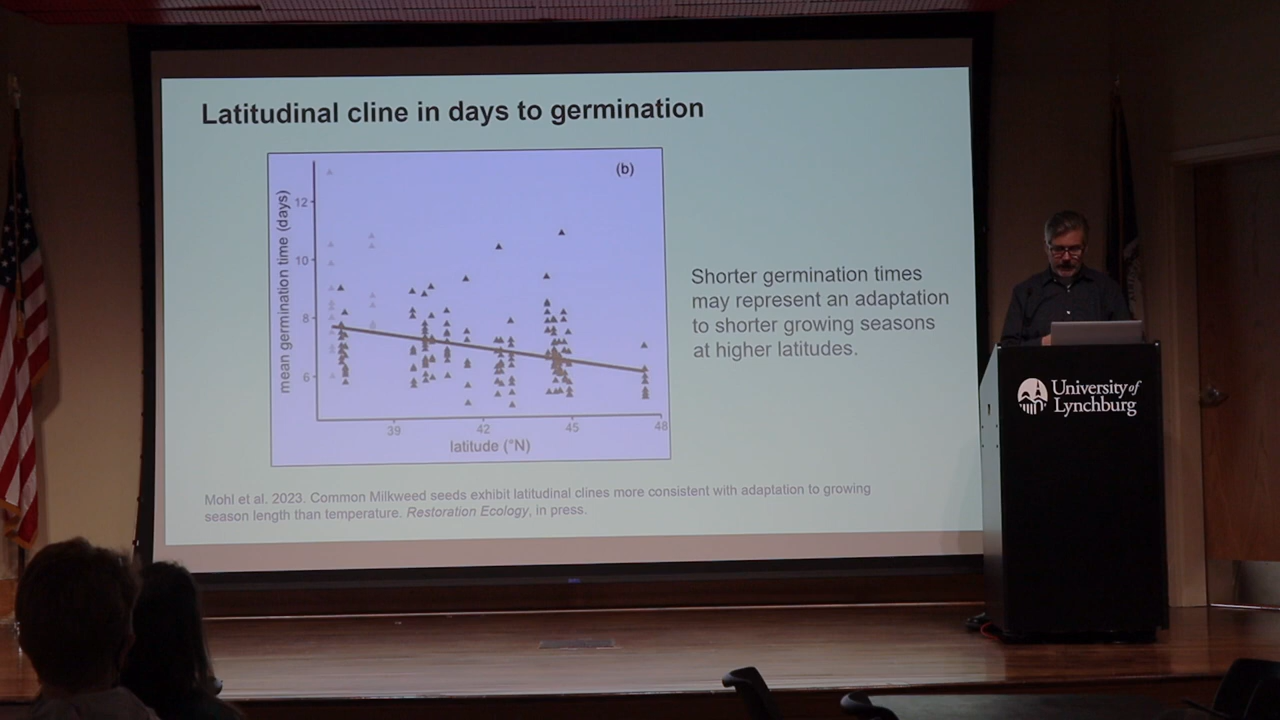 Latitudinal cline in days to germination
(b)
mean germination time (days)
12
10
8
6
39
42
45
48
latitude (°N)
Shorter germination times
may represent an adaptation
to shorter growing seasons
at higher latitudes.
Mohl et al. 2023. Common Milkweed seeds exhibit latitudinal clines more consistent with adaptation to growing
season length than temperature. Restoration Ecology, in press.
University of
Lynchburg